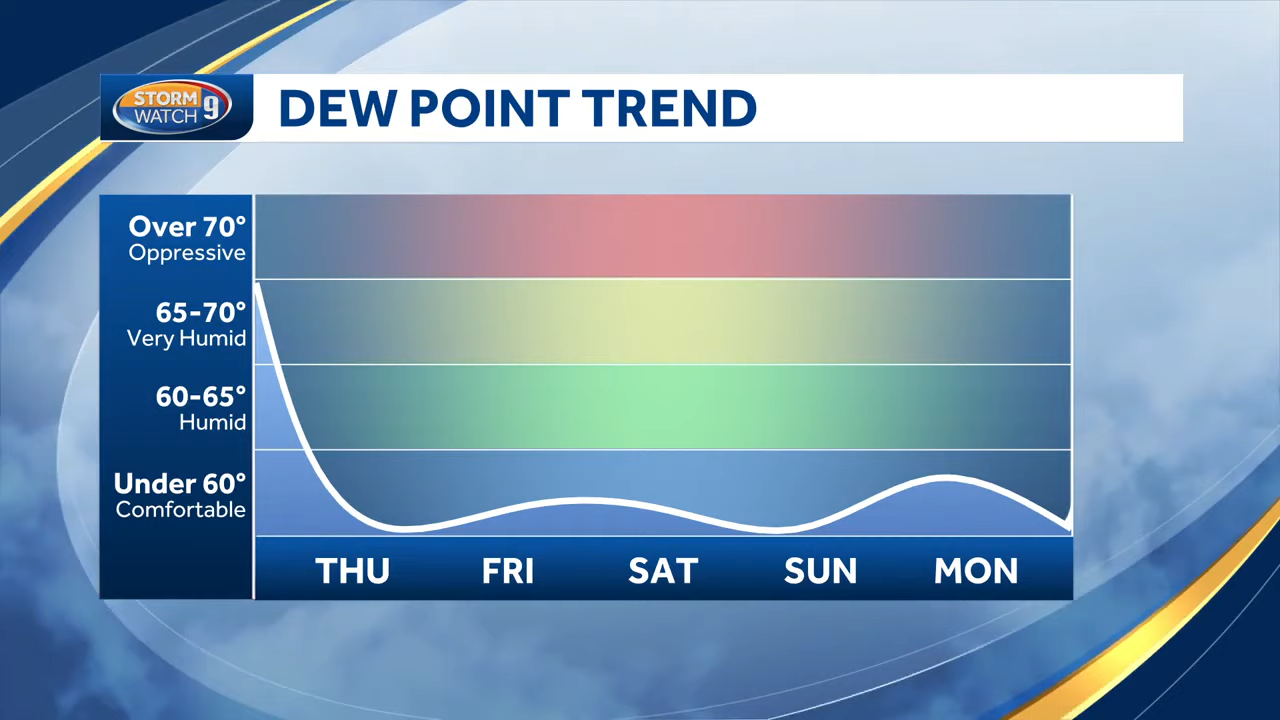 STORM
WATCH 9
DEW POINT TREND
Over 70°
Oppressive
65-70°
Very Humid
60-65°
Humid
Under 60°
Comfortable
THU FRI SAT SUN MON